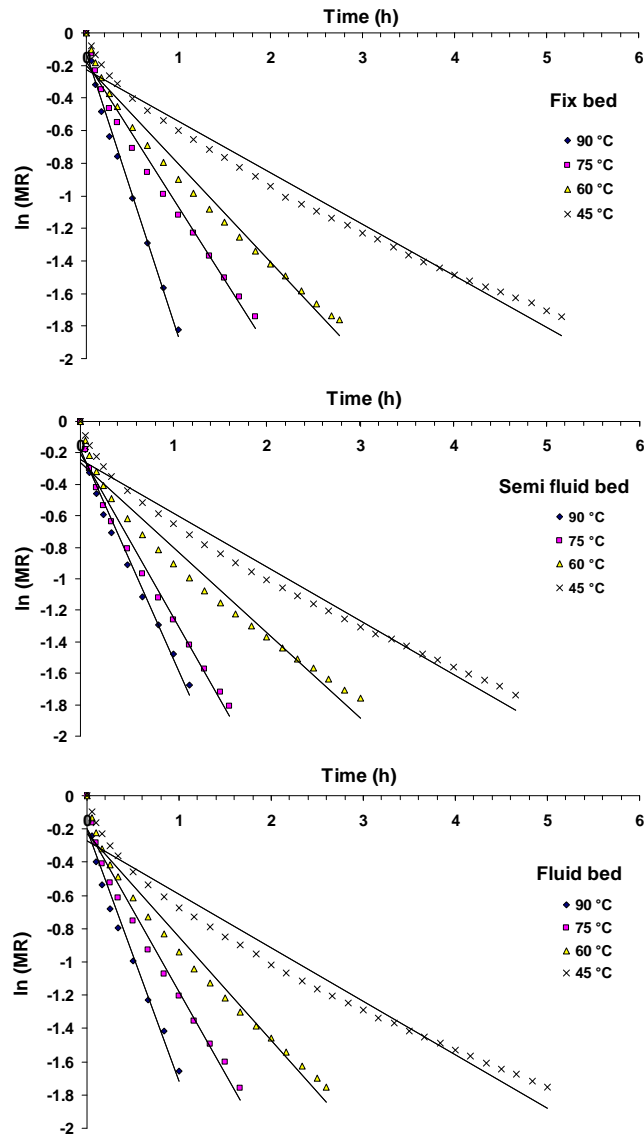 Time (h)
0 1 2 3 4 5 6
0
-0.2
-0.4
-0.6
-0.8
-1
-1.2
-1.4
-1.6
-1.8
-2
ln (MR)
Fix bed
90 °C
75 °C
60 °C
45 °C
Time (h)
0 1 2 3 4 5 6
0
-0.2
-0.4
-0.6
-0.8
-1
-1.2
-1.4
-1.6
-1.8
-2
ln (MR)
Semi fluid bed
90 °C
75 °C
60 °C
45 °C
Time (h)
0 1 2 3 4 5 6
0
-0.2
-0.4
-0.6
-0.8
-1
-1.2
-1.4
-1.6
-1.8
-2
ln (MR)
Fluid bed
90 °C
75 °C
60 °C
45 °C